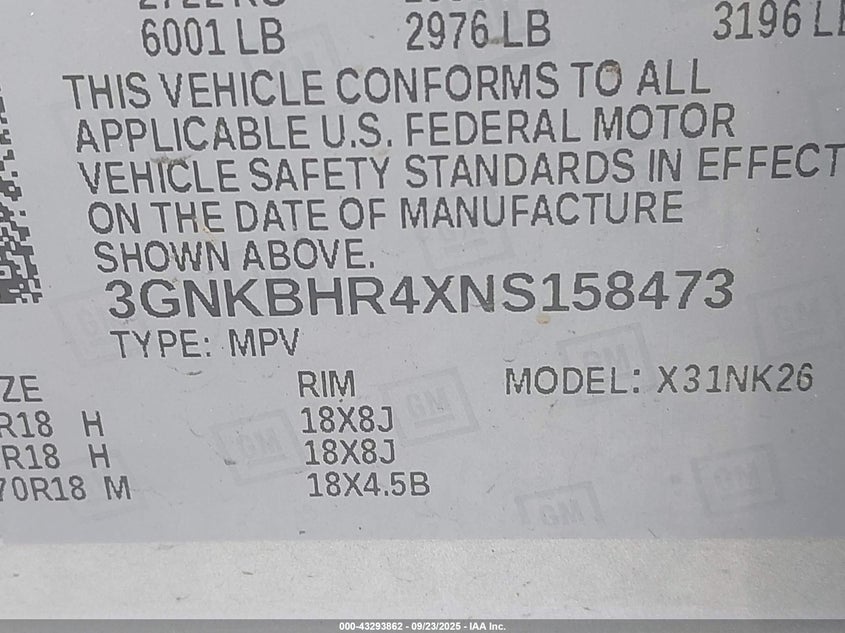 6001 LB 2976 LB 3196 LB
THIS VEHICLE CONFORMS TO ALL
APPLICABLE U.S. FEDERAL MOTOR
VEHICLE SAFETY STANDARDS IN EFFECT
ON THE DATE OF MANUFACTURE
SHOWN ABOVE.
3GNKBHR4XNS158473
TYPE: MPV
ZE RIM MODEL: X31NK26
R18 H 18X8J
R18 H 18X8J
70R18 M 18X4.5B
000-43293862 - 09/23/2025 - IAA Inc.